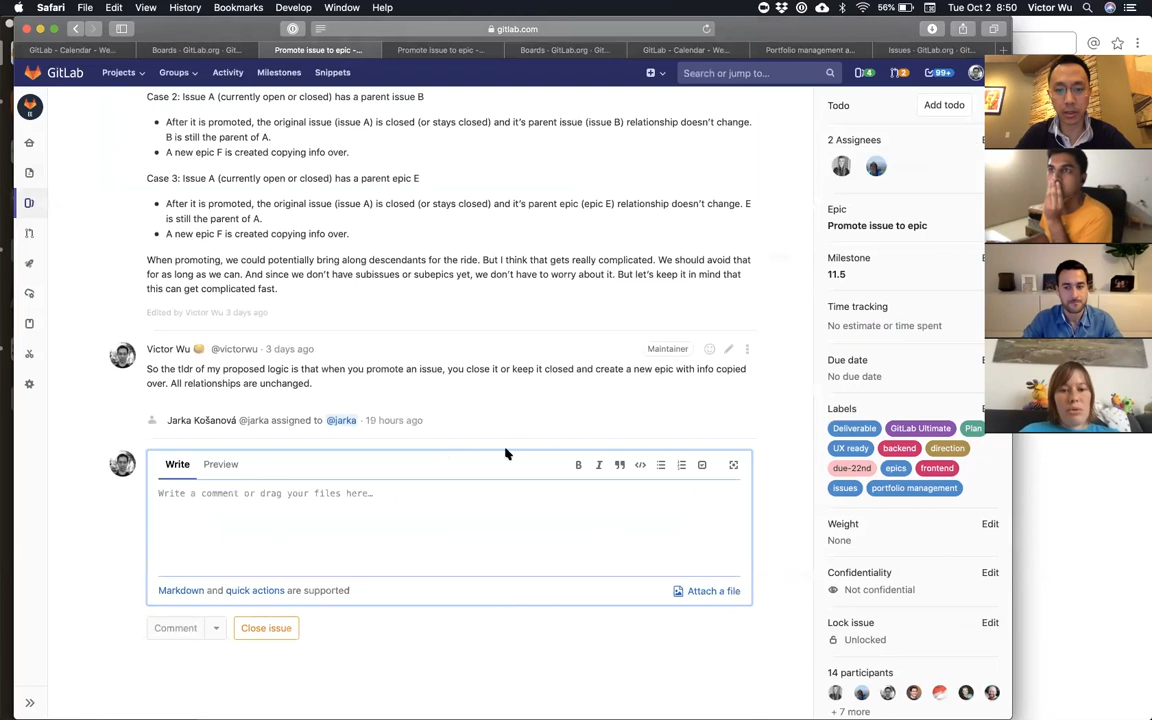 Safari File Edit View History Bookmarks Develop Window Help 56% Tue Oct 2 8:50 Victor Wu
gitlab.com
GitLab - Calendar - We... Boards · GitLab.org · Git... Promote issue to epic -... Promote issue to epic -... Boards · GitLab.org · Git... GitLab - Calendar - We... Portfolio management a... Issues · GitLab.org · Git...
GitLab Projects Groups Activity Milestones Snippets Search or jump to... 4 2 99+
Case 2: Issue A (currently open or closed) has a parent issue B
• After it is promoted, the original issue (issue A) is closed (or stays closed) and it's parent issue (issue B) relationship doesn't change.
B is still the parent of A.
• A new epic F is created copying info over.
Case 3: Issue A (currently open or closed) has a parent epic E
• After it is promoted, the original issue (issue A) is closed (or stays closed) and it's parent epic (epic E) relationship doesn't change. E
is still the parent of A.
• A new epic F is created copying info over.
When promoting, we could potentially bring along descendants for the ride. But I think that gets really complicated. We should avoid that
for as long as we can. And since we don't have subissues or subepics yet, we don't have to worry about it. But let's keep it in mind that
this can get complicated fast.
Edited by Victor Wu 3 days ago
Victor Wu @victorwu · 3 days ago Maintainer
So the tldr of my proposed logic is that when you promote an issue, you close it or keep it closed and create a new epic with info copied
over. All relationships are unchanged.
Jarka Košanová @jarka assigned to @jarka · 19 hours ago
Write Preview
Write a comment or drag your files here...
Markdown and quick actions are supported
Attach a file
Comment Close issue
Todo Add todo
2 Assignees
Epic
Promote issue to epic
Milestone
11.5
Time tracking
No estimate or time spent
Due date
No due date
Labels
Deliverable GitLab Ultimate Plan
UX ready backend direction
due-22nd epics frontend
issues portfolio management
Weight Edit
None
Confidentiality Edit
Not confidential
Lock issue Edit
Unlocked
14 participants
+ 7 more